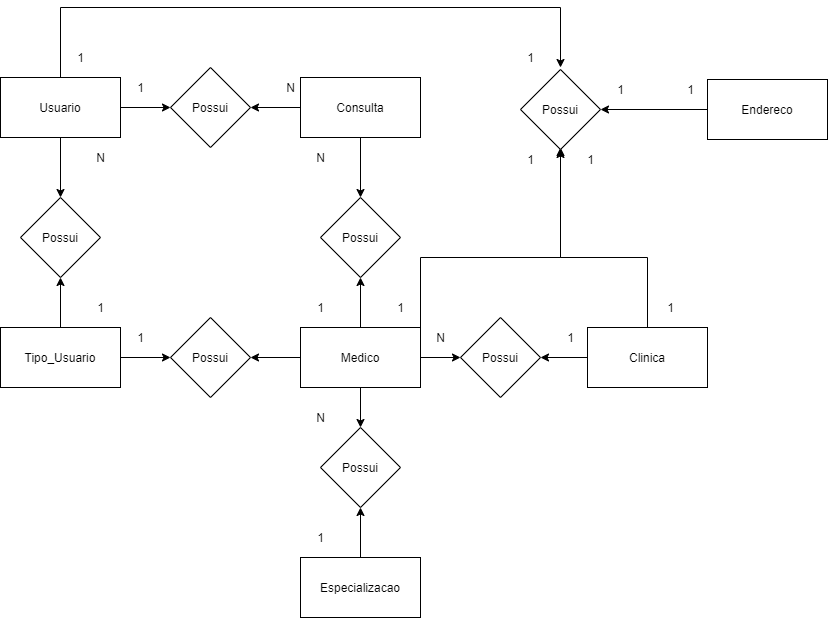 1
1
Usuario
1
Possui
N
Consulta
Possui
1
1
Endereco
N
N
1
1
Possui
Possui
1
1
1
1
Tipo_Usuario
1
Possui
Medico
N
Possui
1
Clinica
N
Possui
1
Especializacao